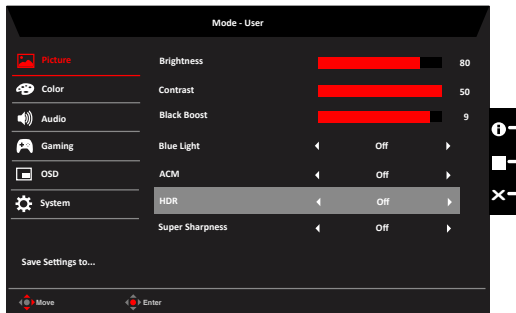 Mode - User
Picture
Color
Audio
Gaming
OSD
System
Save Settings to...
Brightness 80
Contrast 50
Black Boost 9
Blue Light Off
ACM Off
HDR Off
Super Sharpness Off
Move Enter